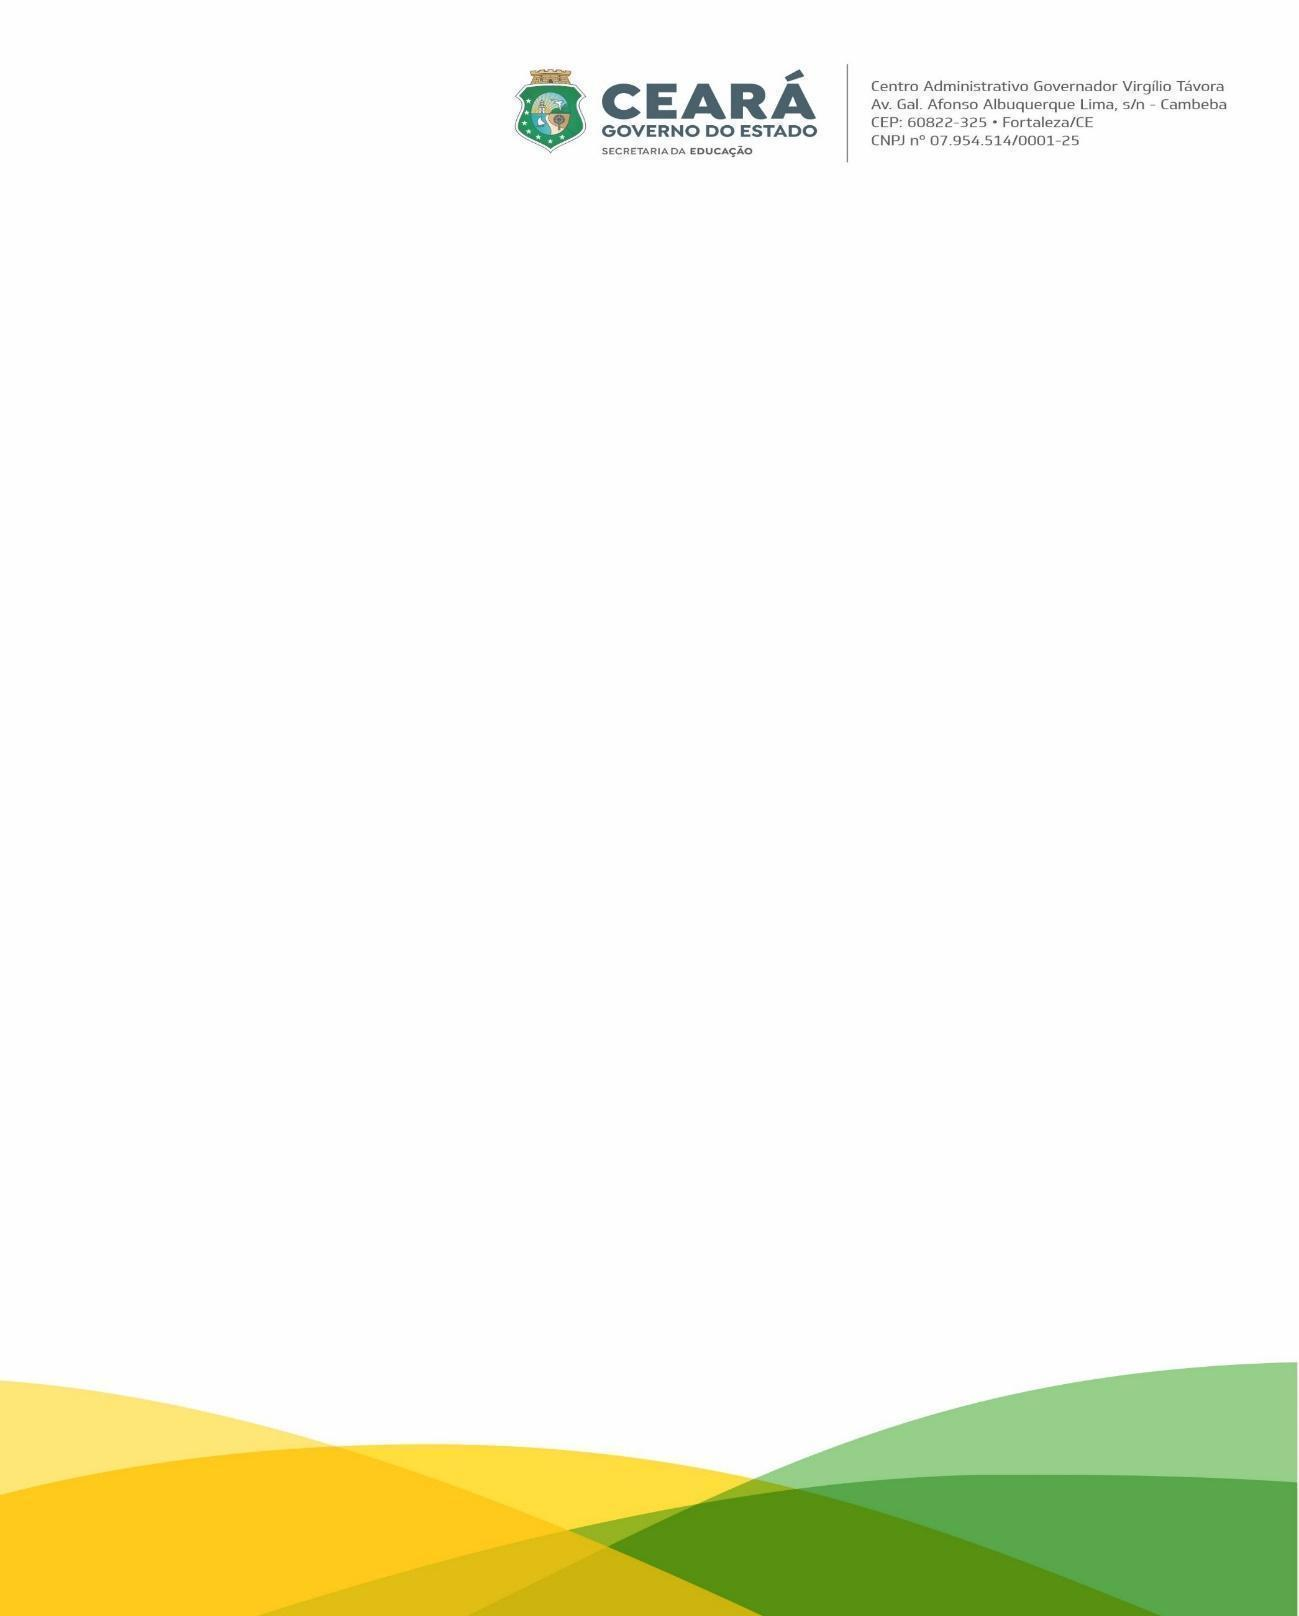 CEARÁ
GOVERNO DO ESTADO
SECRETARIA DA EDUCAÇÃO
Centro Administrativo Governador Virgílio Távora
Av. Gal. Afonso Albuquerque Lima, s/n - Cambeba
CEP: 60822-325 • Fortaleza/CE
CNPJ nº 07.954.514/0001-25